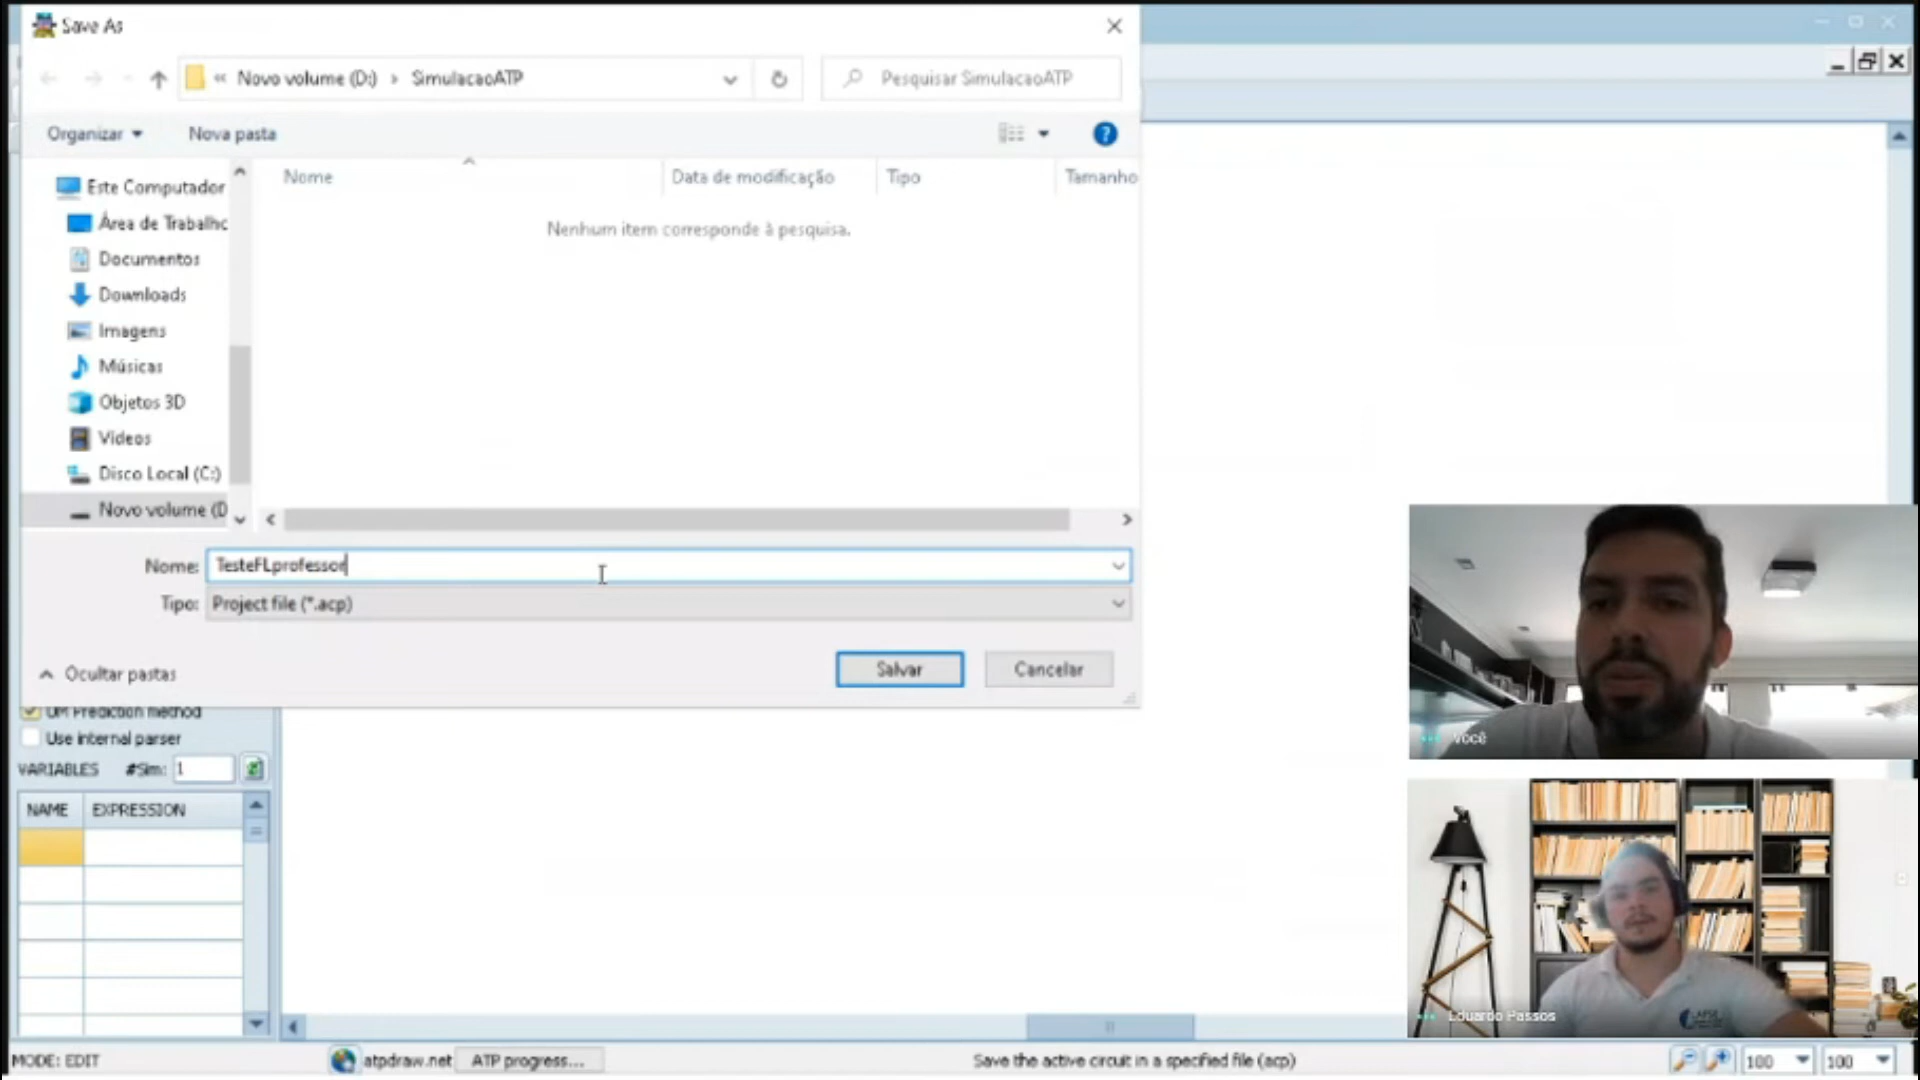 Save As
« Novo volume (D:) › SimulacaoATP
Pesquisar SimulacaoATP
Organizar
Nova pasta
?
Nome
Data de modificação
Tipo
Tamanho
Nenhum item corresponde à pesquisa.
Este Computador
Área de Trabalho
Documentos
Downloads
Imagens
Músicas
Objetos 3D
Vídeos
Disco Local (C:)
Novo volume (D
Nome: TesteFLprofessor
Tipo: Project file (*.acp)
Ocultar pastas
Salvar
Cancelar
UM Prediction method
Use internal parser
VARIABLES #Sim: 1
NAME EXPRESSION
Você
Eduardo Passos
MODE: EDIT
atpdraw.net
ATP progress...
Save the active circuit in a specified file (acp)
100
100